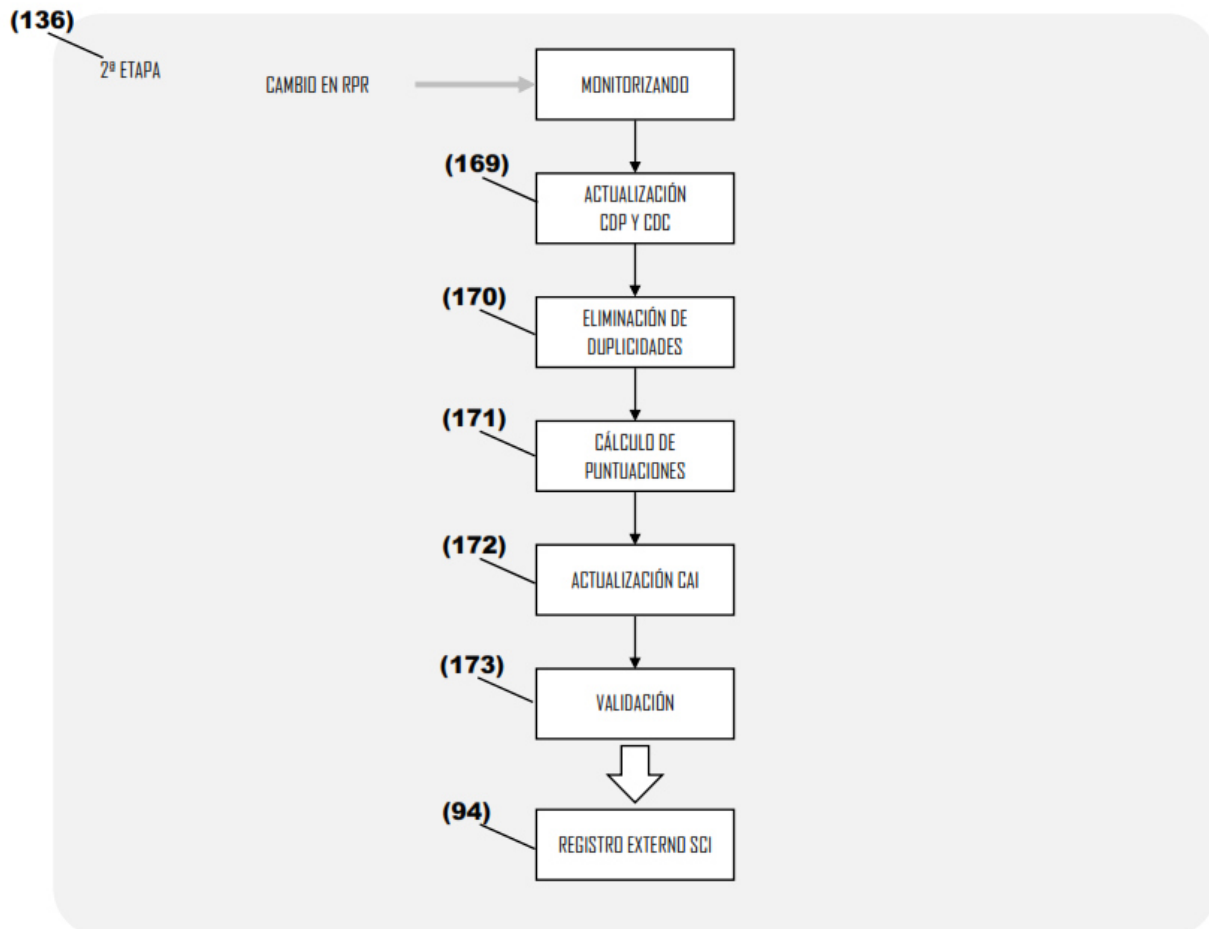 (136)
2ª ETAPA
CAMBIO EN RPR
MONITORIZANDO
(169)
ACTUALIZACIÓN
CDP Y CDC
(170)
ELIMINACIÓN DE
DUPLICIDADES
(171)
CÁLCULO DE
PUNTUACIONES
(172)
ACTUALIZACIÓN CAI
(173)
VALIDACIÓN
(94)
REGISTRO EXTERNO SCI